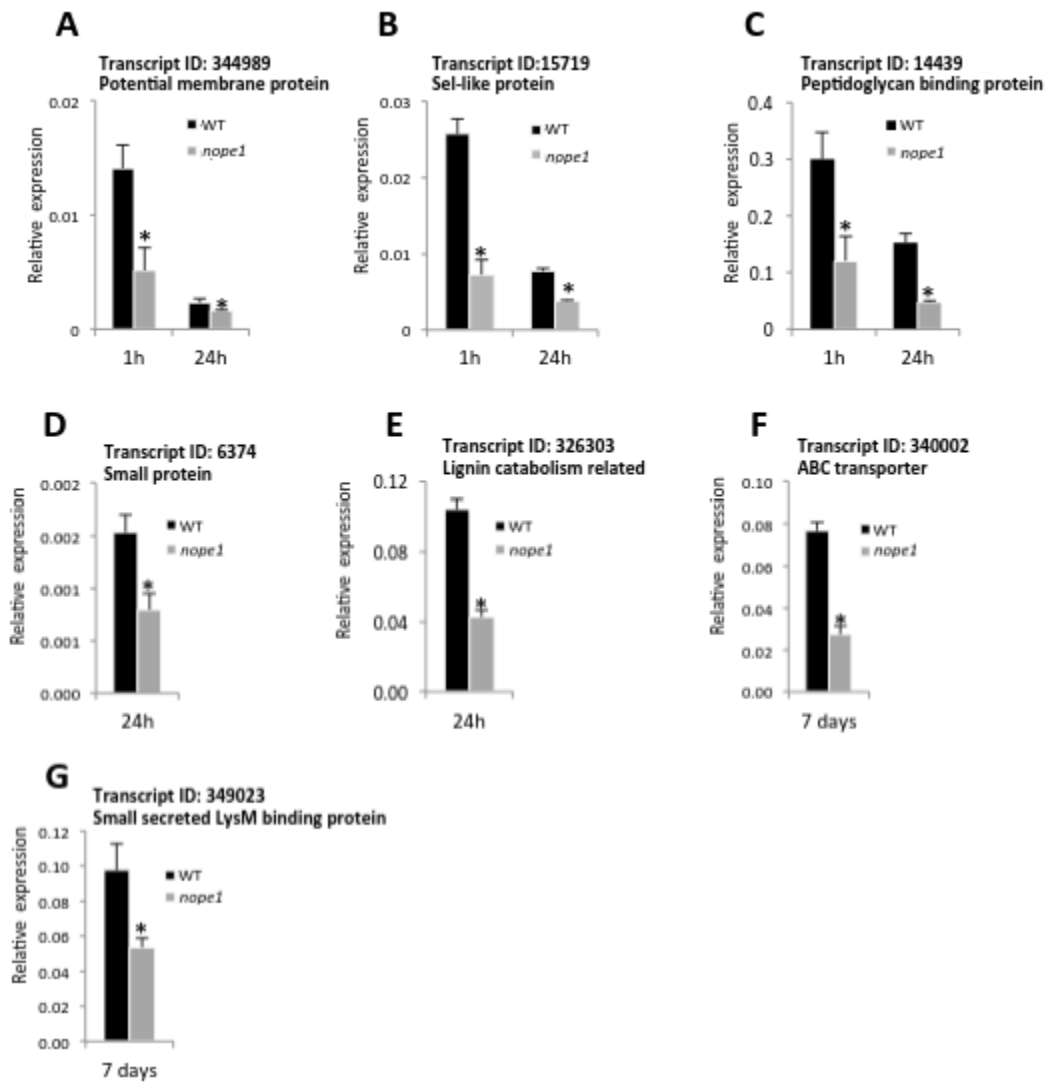 A
Transcript ID: 344989
Potential membrane protein
Relative expression
0.02
0.01
0
WT
nope1
*
*
1h
24h
B
Transcript ID:15719
Sel-like protein
Relative expression
0.03
0.02
0.01
0
WT
nope1
*
*
1h
24h
C
Transcript ID: 14439
Peptidoglycan binding protein
Relative expression
0.4
0.3
0.2
0.1
0
WT
nope1
*
*
1h
24h
D
Transcript ID: 6374
Small protein
Relative expression
0.002
0.002
0.001
0.001
0.000
WT
nope1
*
24h
E
Transcript ID: 326303
Lignin catabolism related
Relative expression
0.12
0.08
0.04
0.00
WT
nope1
*
24h
F
Transcript ID: 340002
ABC transporter
Relative expression
0.10
0.08
0.06
0.04
0.02
0.00
WT
nope1
*
7 days
G
Transcript ID: 349023
Small secreted LysM binding protein
Relative expression
0.12
0.10
0.08
0.06
0.04
0.02
0.00
WT
nope1
*
7 days